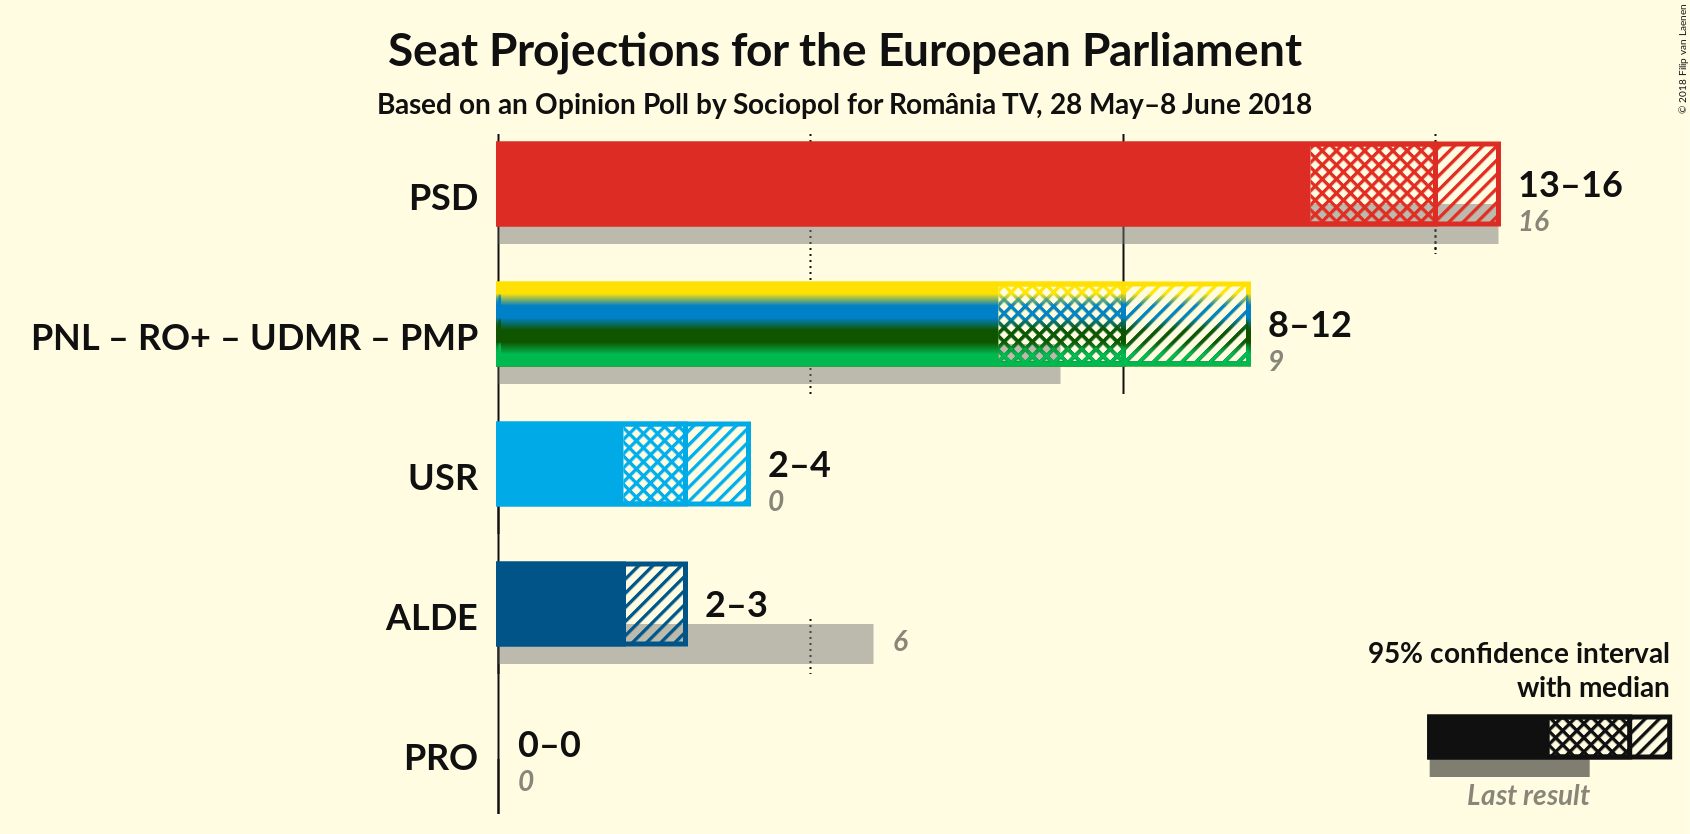 Seat Projections for the European Parliament
Based on an Opinion Poll by Sociopol for România TV, 28 May–8 June 2018
© 2018 Filip van Laenen
PSD
13–16
16
PNL – RO+ – UDMR – PMP
8–12
9
USR
2–4
0
ALDE
2–3
6
PRO
0–0
0
95% confidence interval
with median
Last result